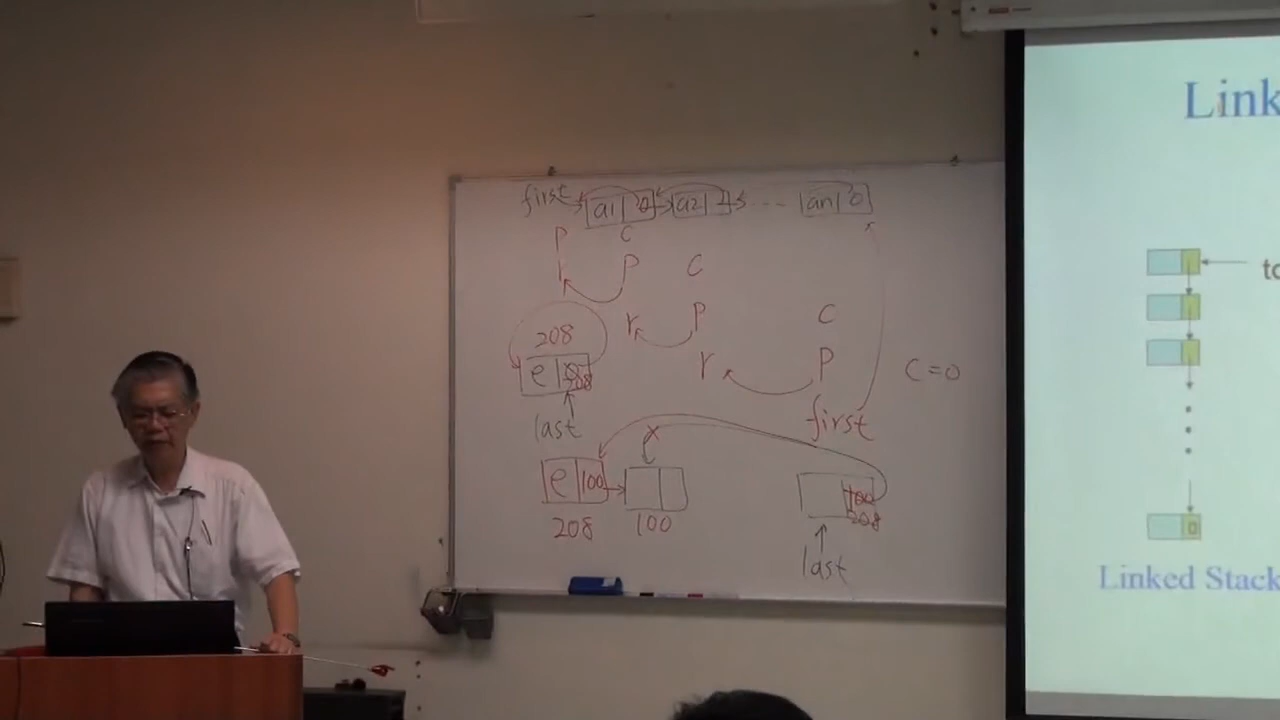 first a1 0 a2 ... an 0
p c
r p C
208 r p C
e 208 r p C=0
last first
x
e 100 100
208 100 208
last
Link
to
0
Linked Stack